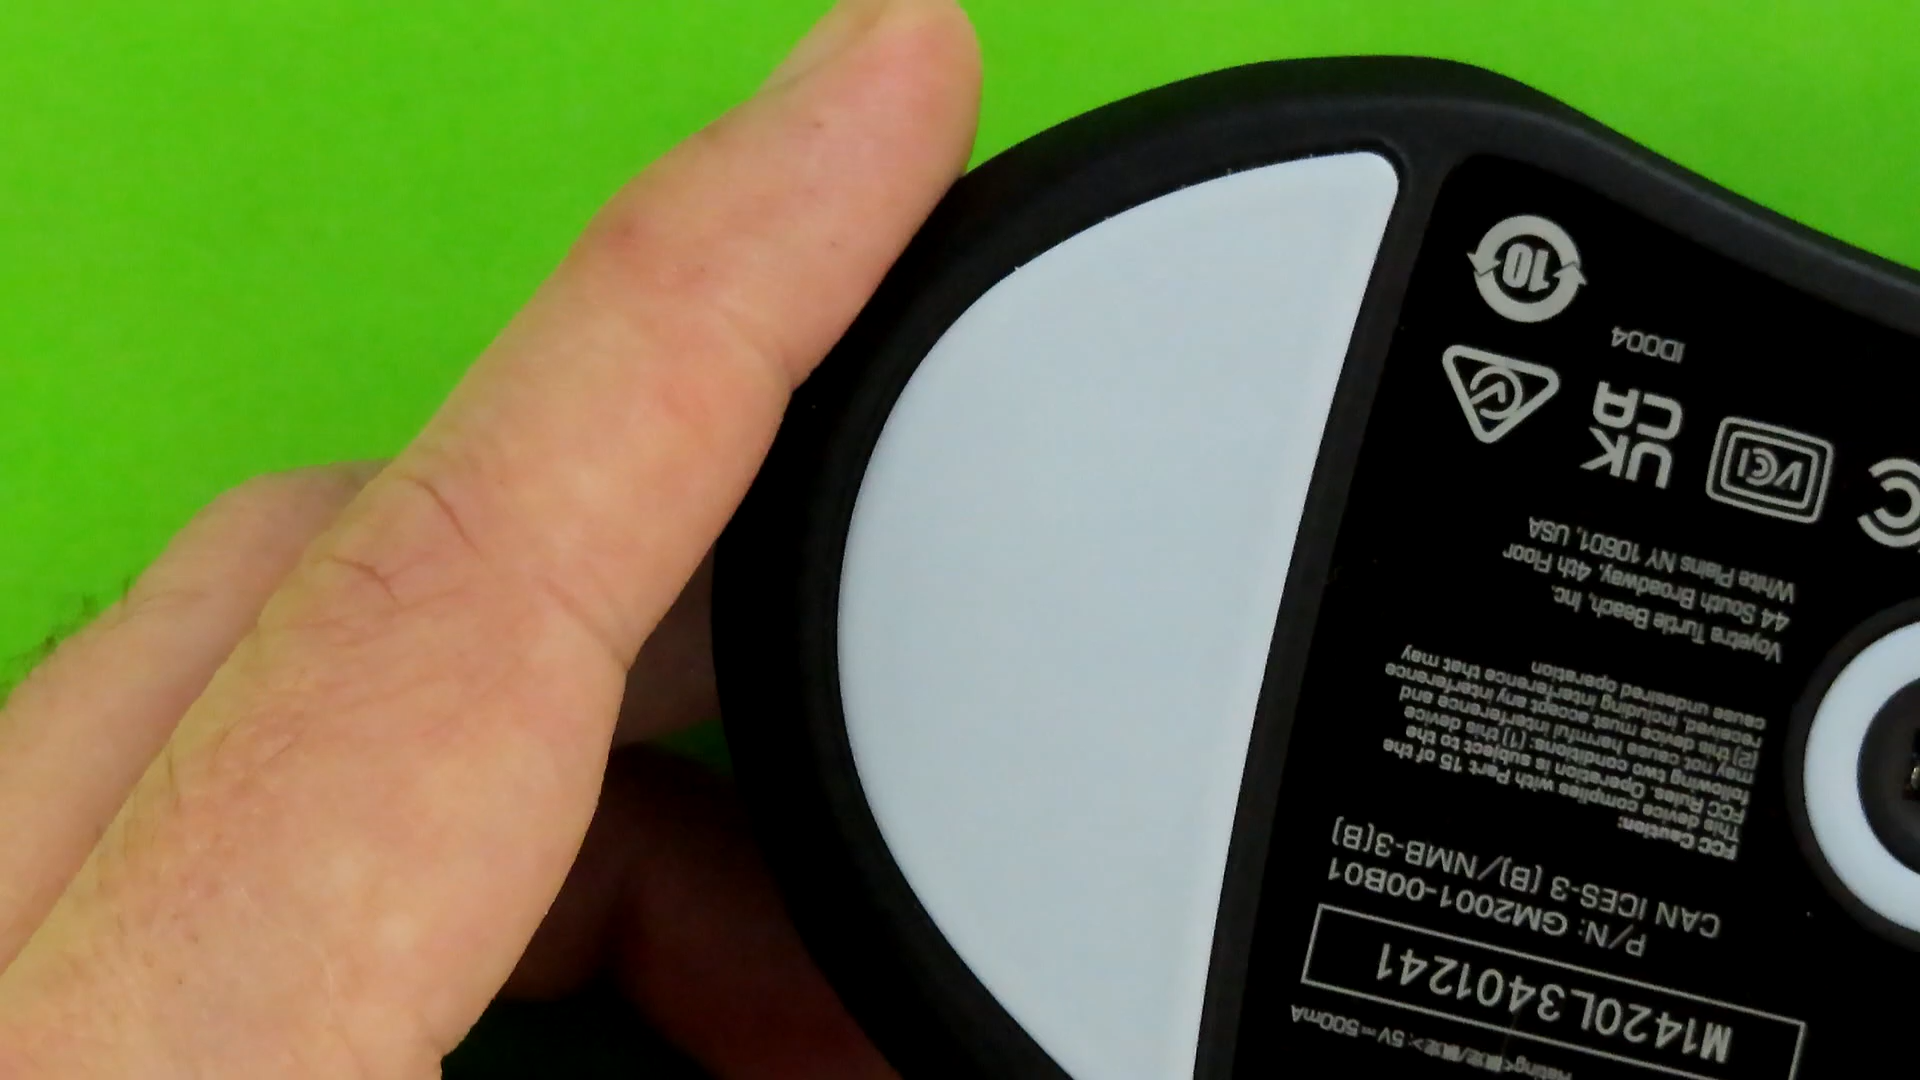 5V⎓500mA
M1420L3401241
P/N: GM2001-00B01
CAN ICES-3 (B)/NMB-3(B)
FCC Caution:
This device complies with Part 15 of the
FCC Rules. Operation is subject to the
following two conditions: (1) this device
may not cause harmful interference and
(2) this device must accept any interference
received, including interference that may
cause undesired operation
Voyetra Turtle Beach, Inc.
44 South Broadway, 4th Floor
White Plains NY 10601, USA
VCI
UK
CA
ID004
10